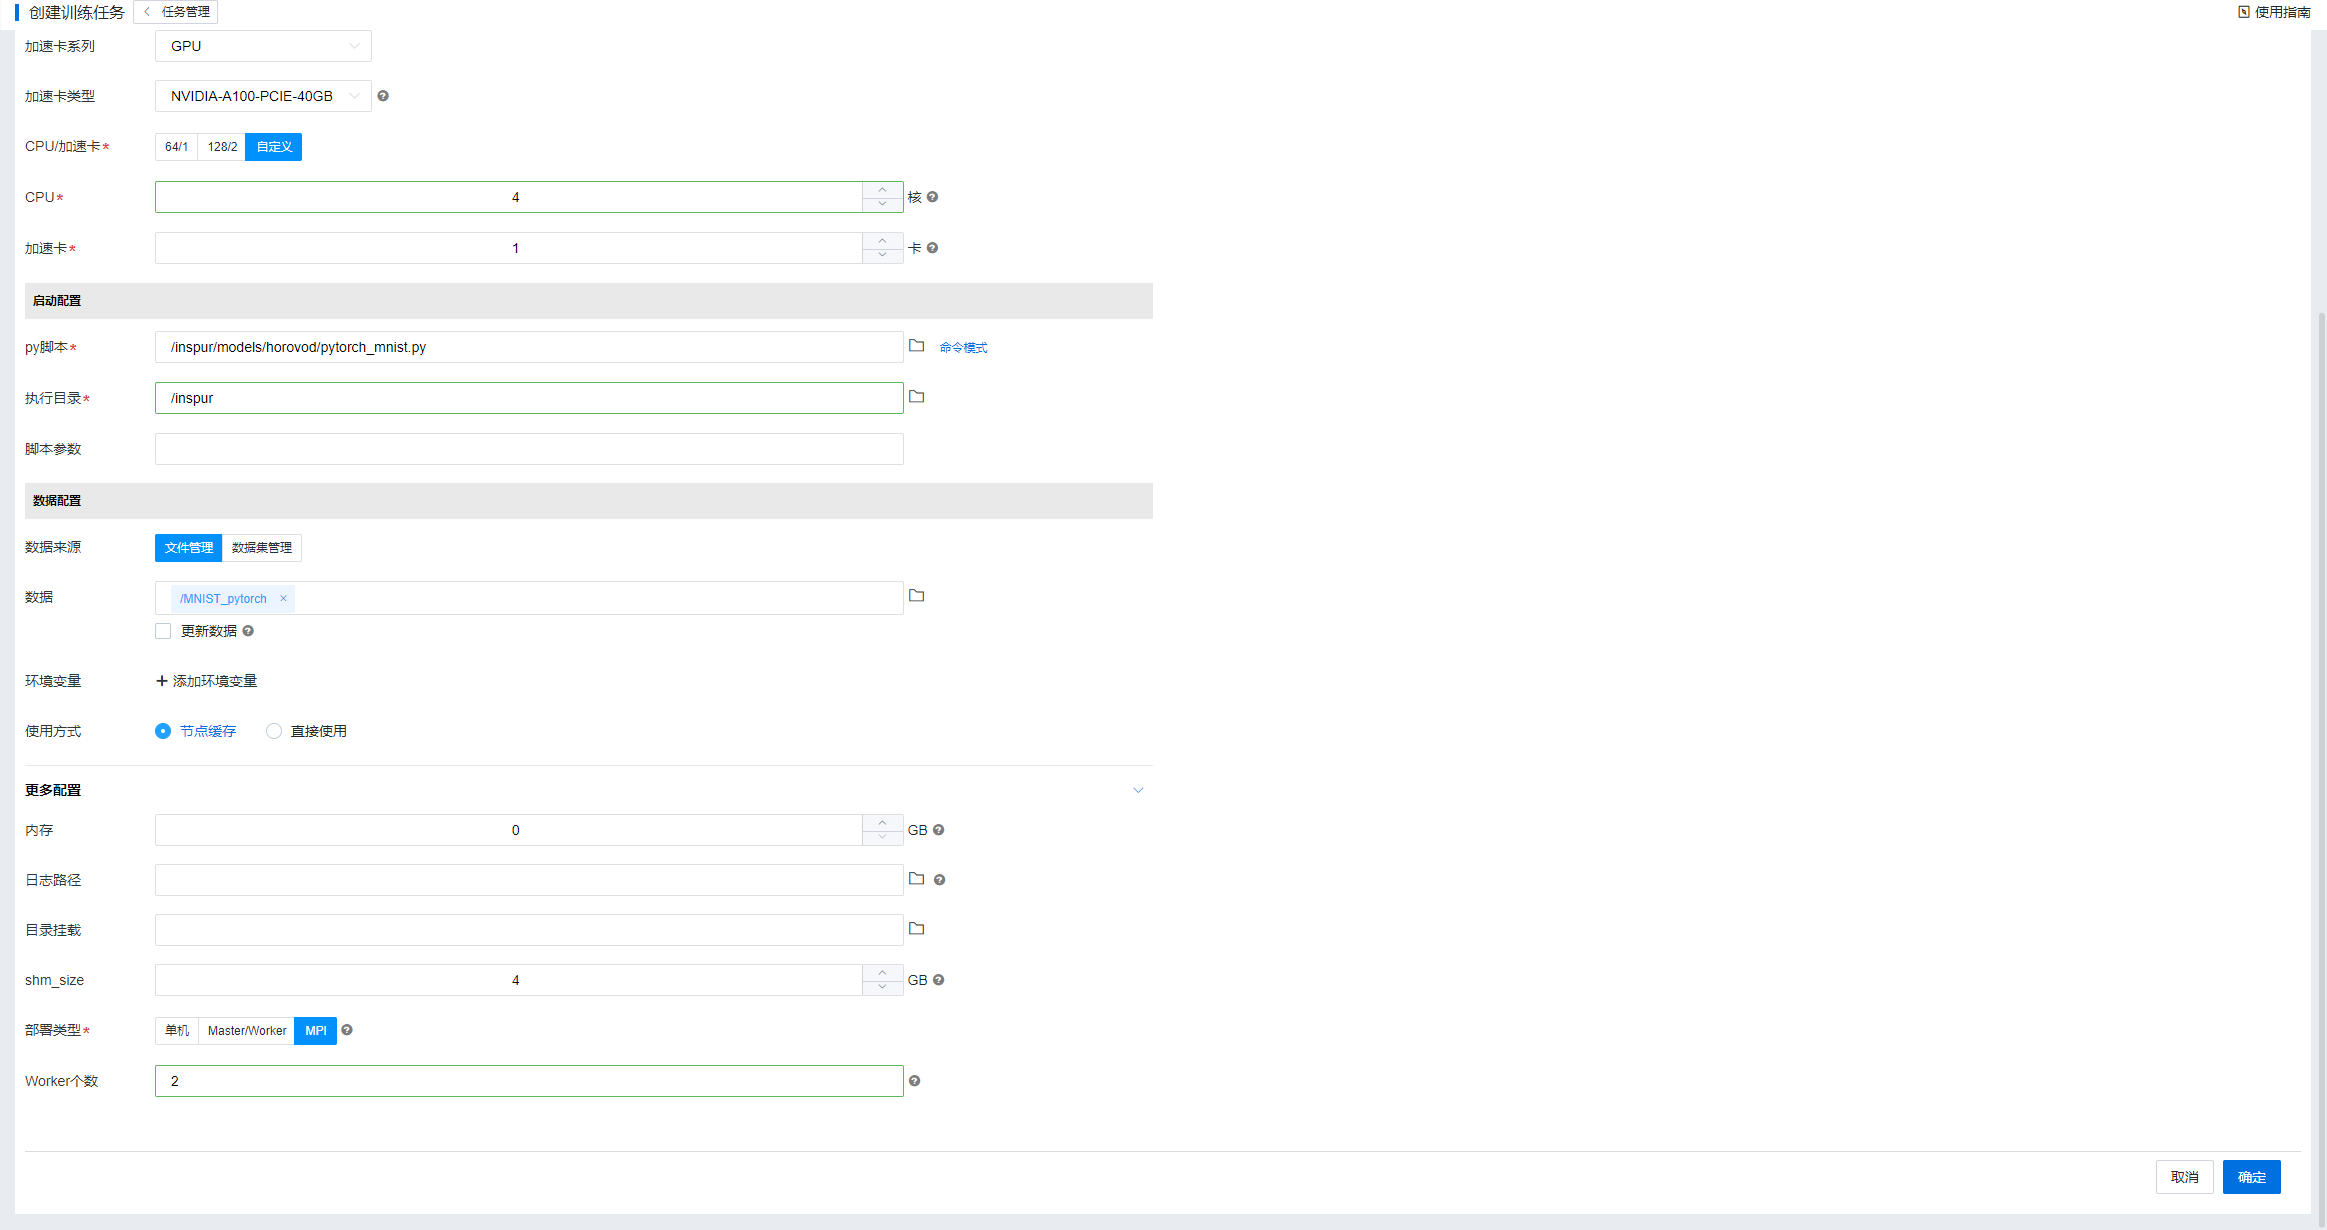 创建训练任务 任务管理 使用指南
加速卡系列 GPU
加速卡类型 NVIDIA-A100-PCIE-40GB
CPU/加速卡* 64/1 128/2 自定义
CPU* 4 核
加速卡* 1 卡
启动配置
py脚本* /inspur/models/horovod/pytorch_mnist.py 命令模式
执行目录* /inspur
脚本参数
数据配置
数据来源 文件管理 数据集管理
数据 /MNIST_pytorch ×
更新数据
环境变量 + 添加环境变量
使用方式 节点缓存 直接使用
更多配置
内存 0 GB
日志路径
目录挂载
shm_size 4 GB
部署类型* 单机 Master/Worker MPI
Worker个数 2
取消 确定